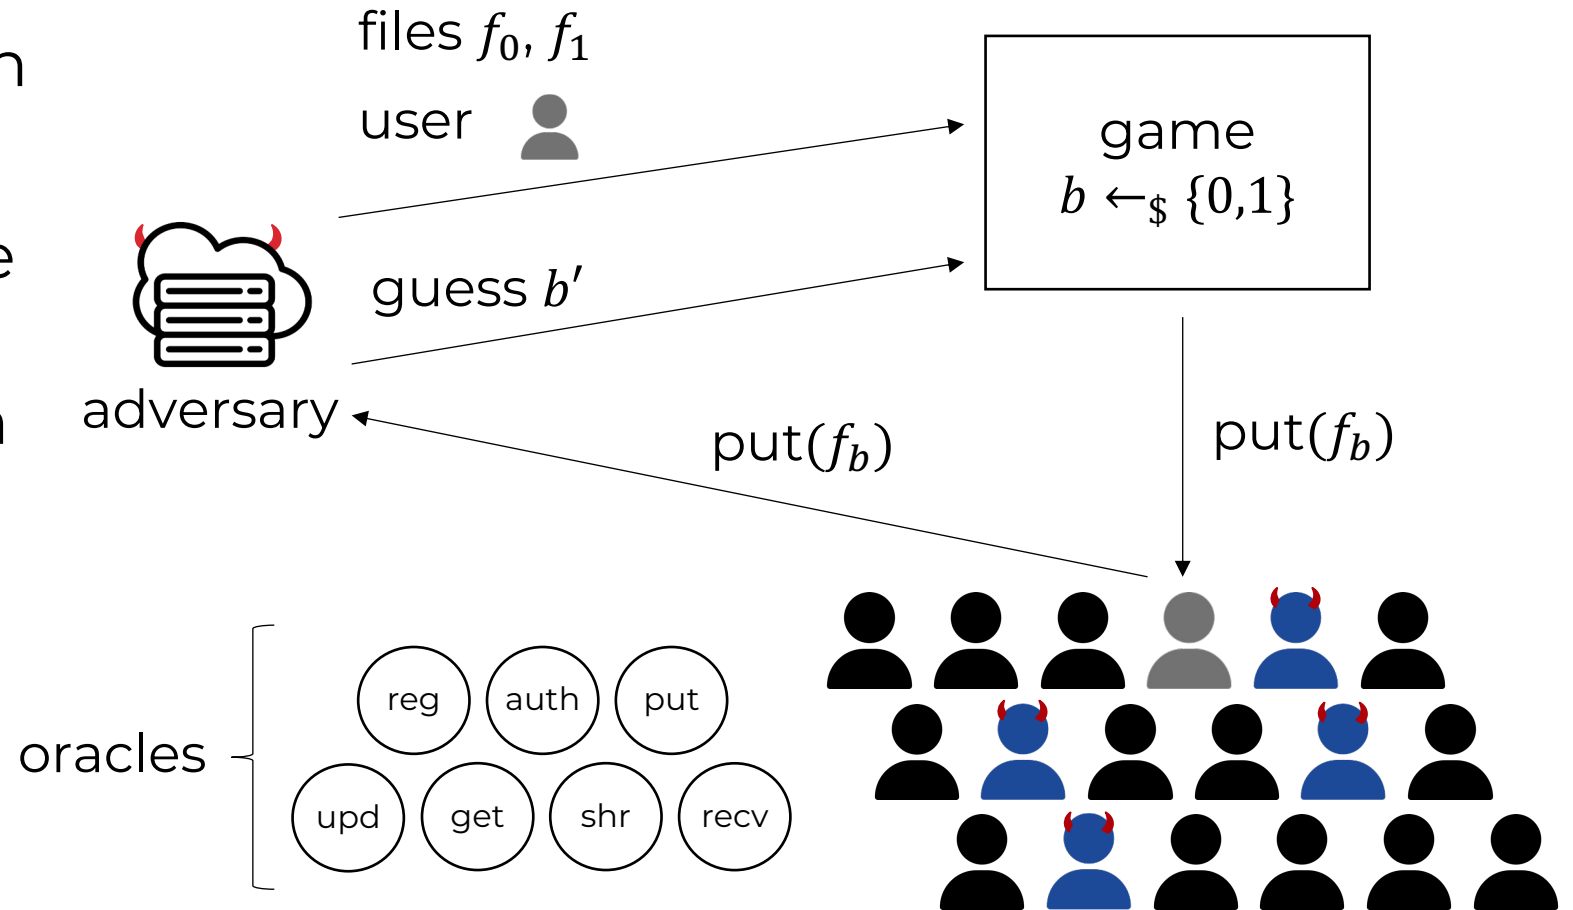 files f₀, f₁
n
user
game
b ←$ {0,1}
e
guess b′
adversary
put(f_b)
put(f_b)
reg
auth
put
oracles
upd
get
shr
recv